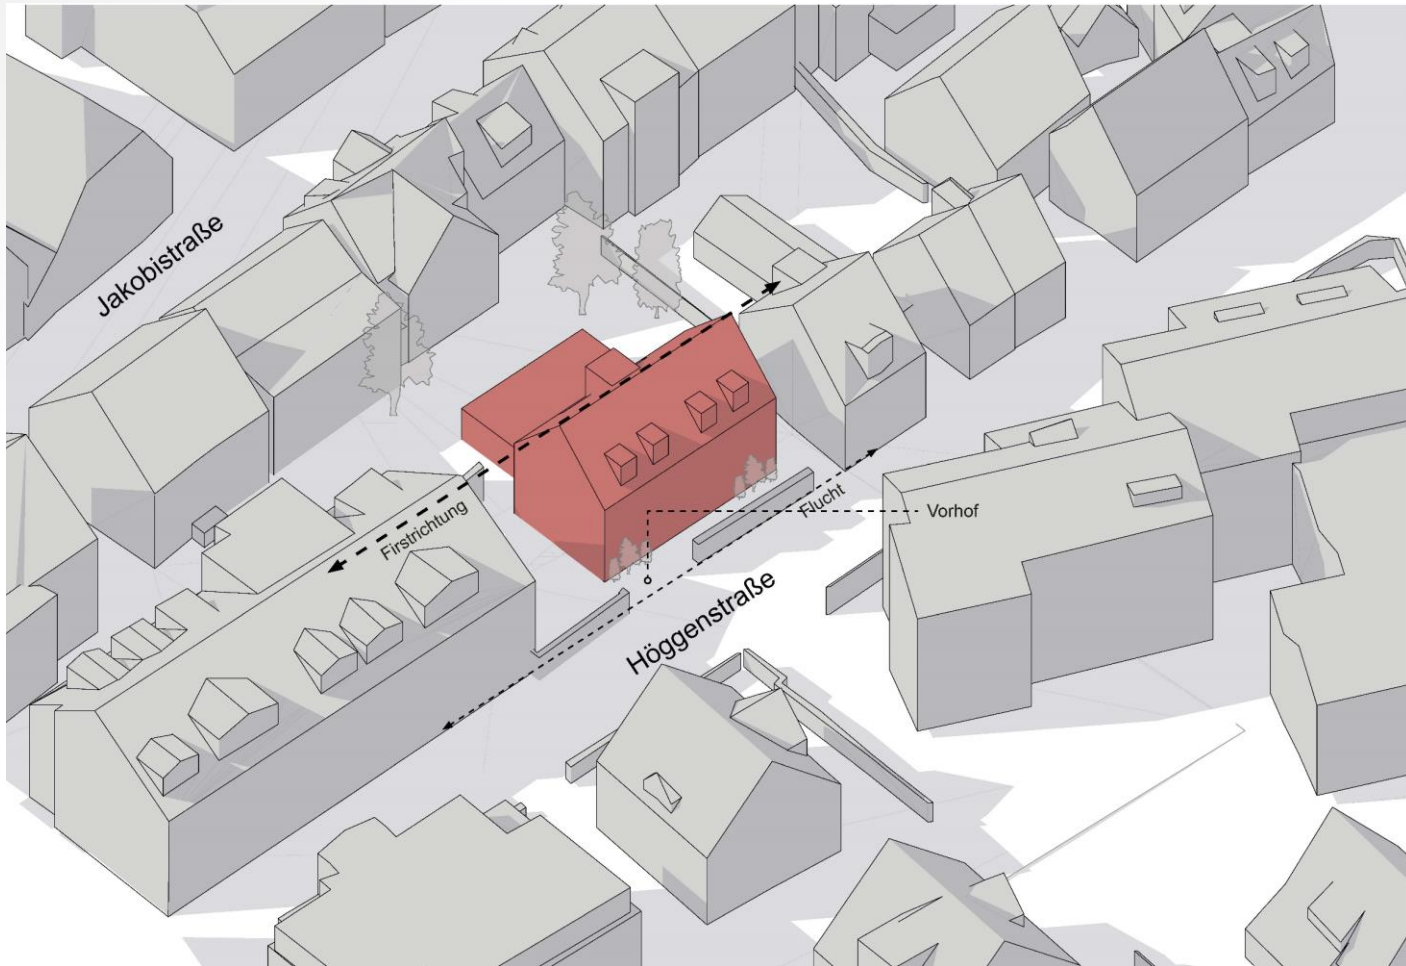 Jakobistraße
Firstrichtung
Flucht
Vorhof
Höggenstraße